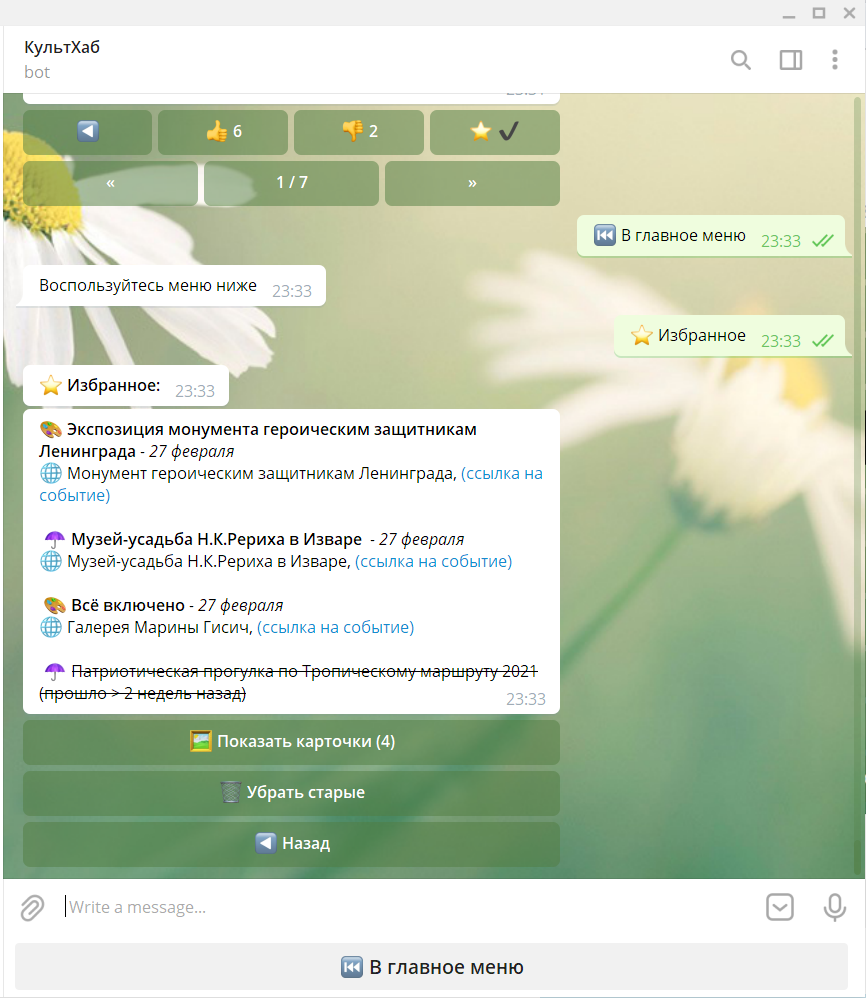 КультХаб
bot
👍 6
👎 2
⭐ ✔
«
1 / 7
»
⏮ В главное меню 23:33
Воспользуйтесь меню ниже 23:33
⭐ Избранное 23:33
⭐ Избранное: 23:33
🎨 Экспозиция монумента героическим защитникам
Ленинграда - 27 февраля
🌐 Монумент героическим защитникам Ленинграда, (ссылка на
событие)
☂ Музей-усадьба Н.К.Рериха в Изваре - 27 февраля
🌐 Музей-усадьба Н.К.Рериха в Изваре, (ссылка на событие)
🎨 Всё включено - 27 февраля
🌐 Галерея Марины Гисич, (ссылка на событие)
☂ Патриотическая прогулка по Тропическому маршруту 2021
(прошло > 2 недель назад)
23:33
🖼 Показать карточки (4)
🗑 Убрать старые
◀ Назад
Write a message...
⏮ В главное меню